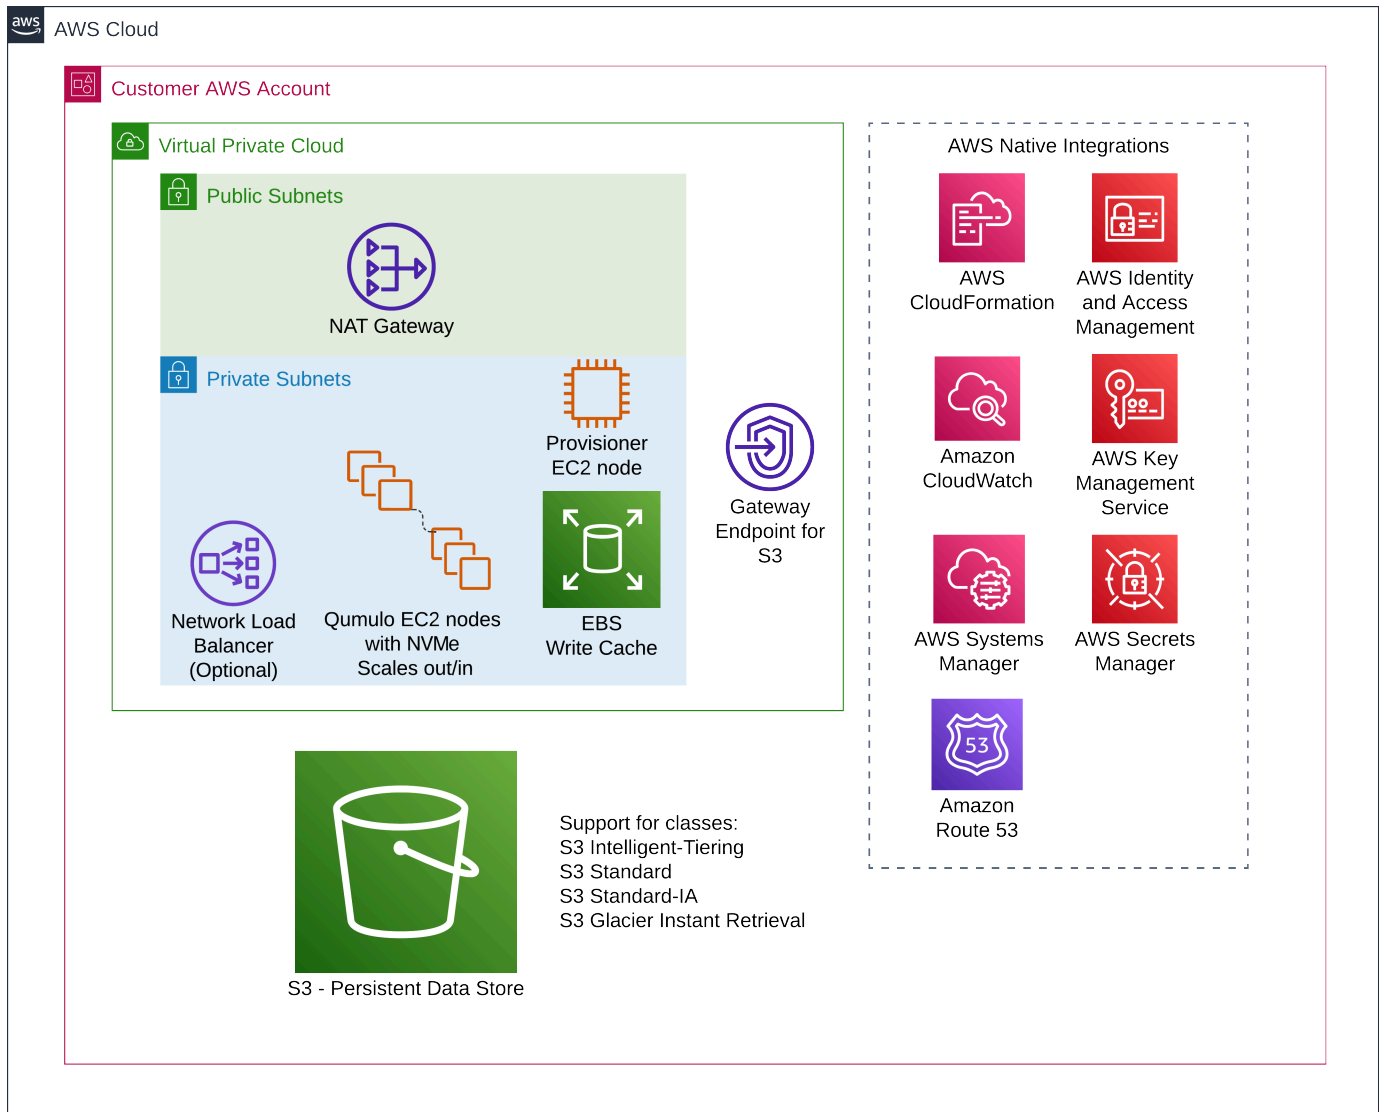 aws
AWS Cloud
Customer AWS Account
Virtual Private Cloud
Public Subnets
NAT Gateway
Private Subnets
Provisioner
EC2 node
Network Load
Balancer
(Optional)
Qumulo EC2 nodes
with NVMe
Scales out/in
EBS
Write Cache
Gateway
Endpoint for
S3
AWS Native Integrations
AWS
CloudFormation
AWS Identity
and Access
Management
Amazon
CloudWatch
AWS Key
Management
Service
AWS Systems
Manager
AWS Secrets
Manager
53
Amazon
Route 53
S3 - Persistent Data Store
Support for classes:
S3 Intelligent-Tiering
S3 Standard
S3 Standard-IA
S3 Glacier Instant Retrieval